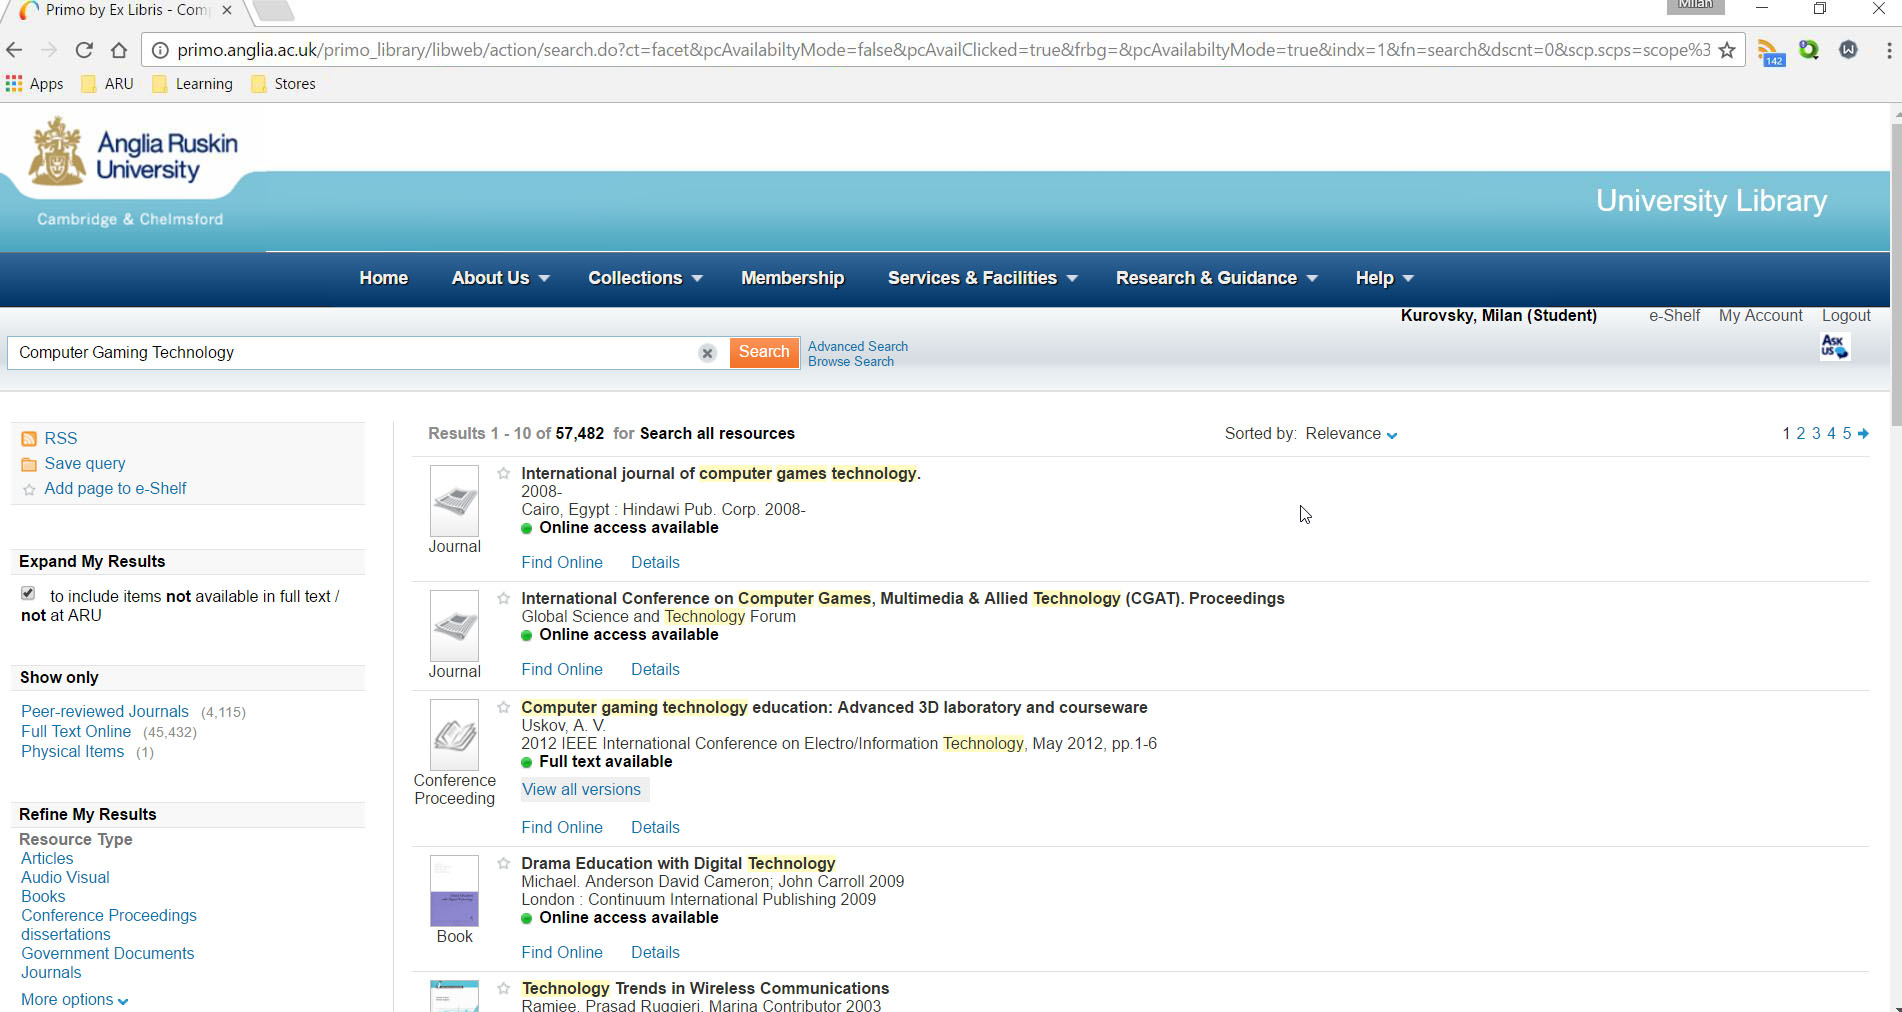 Primo by Ex Libris - Com
Milan
primo.anglia.ac.uk/primo_library/libweb/action/search.do?ct=facet&pcAvailabiltyMode=false&pcAvailClicked=true&frbg=&pcAvailabiltyMode=true&indx=1&fn=search&dscnt=0&scp.scps=scope%3
142
Apps ARU Learning Stores
Anglia Ruskin
University
Cambridge & Chelmsford
University Library
Home About Us Collections Membership Services & Facilities Research & Guidance Help
Kurovsky, Milan (Student) e-Shelf My Account Logout
Computer Gaming Technology
Search
Advanced Search
Browse Search
ASK
US
RSS
Save query
Add page to e-Shelf
Expand My Results
to include items not available in full text /
not at ARU
Show only
Peer-reviewed Journals (4,115)
Full Text Online (45,432)
Physical Items (1)
Refine My Results
Resource Type
Articles
Audio Visual
Books
Conference Proceedings
dissertations
Government Documents
Journals
More options
Results 1 - 10 of 57,482 for Search all resources
Sorted by: Relevance
1 2 3 4 5
Journal
International journal of computer games technology.
2008-
Cairo, Egypt : Hindawi Pub. Corp. 2008-
Online access available
Find Online Details
Journal
International Conference on Computer Games, Multimedia & Allied Technology (CGAT). Proceedings
Global Science and Technology Forum
Online access available
Find Online Details
Conference
Proceeding
Computer gaming technology education: Advanced 3D laboratory and courseware
Uskov, A. V.
2012 IEEE International Conference on Electro/Information Technology, May 2012, pp.1-6
Full text available
View all versions
Find Online Details
Book
Drama Education with Digital Technology
Michael. Anderson David Cameron; John Carroll 2009
London : Continuum International Publishing 2009
Online access available
Find Online Details
Technology Trends in Wireless Communications
Ramjee. Prasad Ruggieri, Marina Contributor 2003